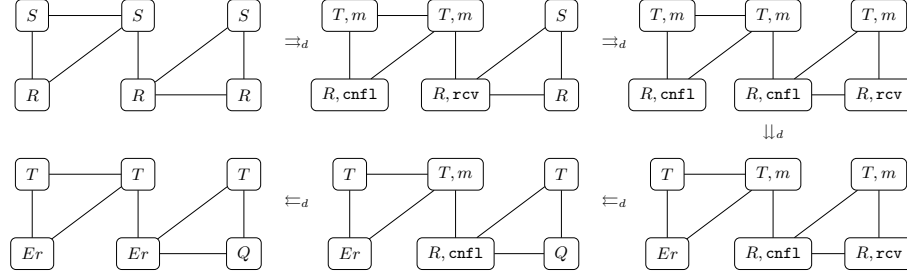 S S S ⇉d T, m T, m S ⇉d T, m T, m T, m
R R R R, cnfl R, rcv R R, cnfl R, cnfl R, rcv
⇊d
T T T ⇇d T T, m T ⇇d T T, m T, m
Er Er Q Er R, cnfl Q Er R, cnfl R, rcv